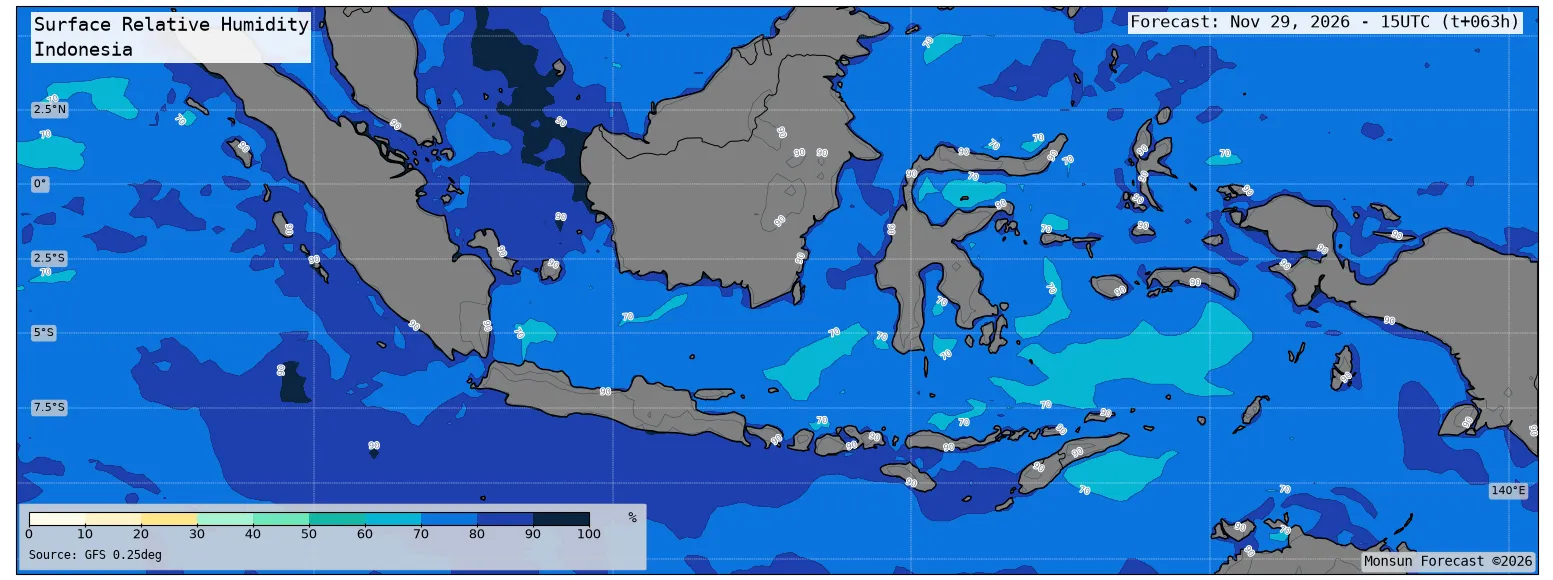 Surface Relative Humidity
Indonesia
Forecast: Nov 29, 2026 - 15UTC (t+063h)
2.5°N
0°
2.5°S
5°S
7.5°S
140°E
%
0 10 20 30 40 50 60 70 80 90 100
Source: GFS 0.25deg
Monsun Forecast ©2026